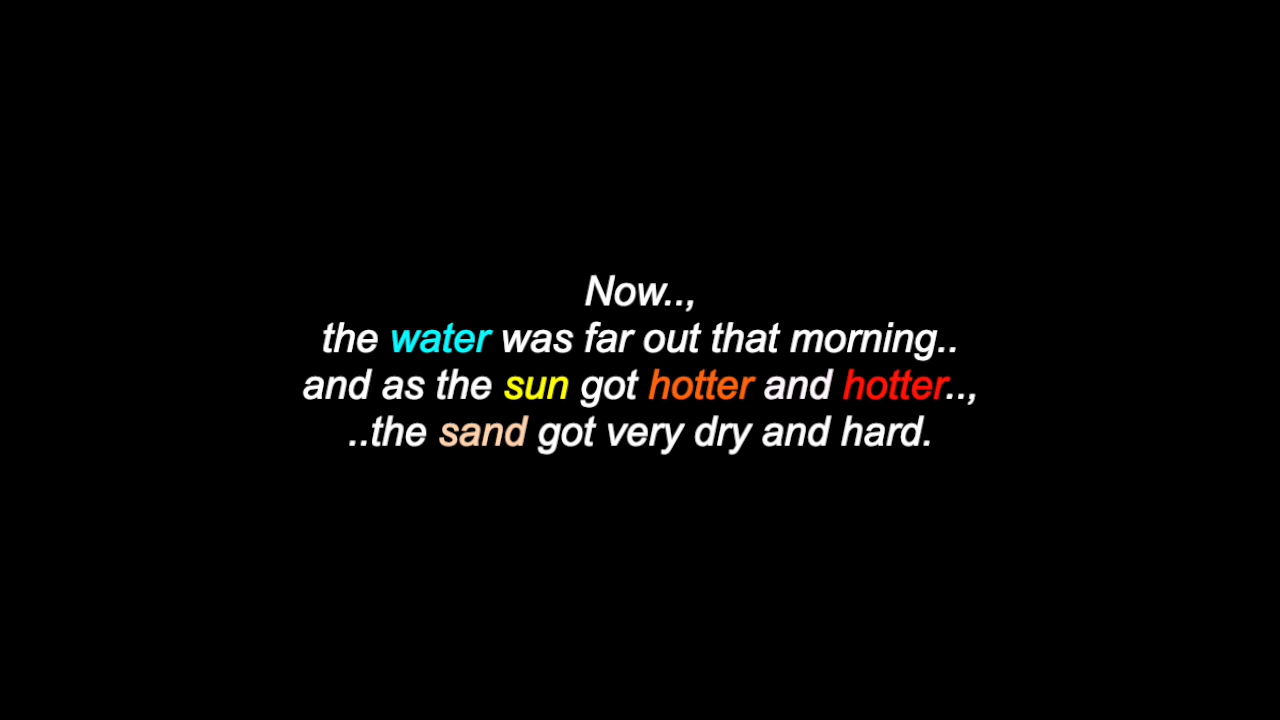 Now..,
the water was far out that morning..
and as the sun got hotter and hotter..,
..the sand got very dry and hard.